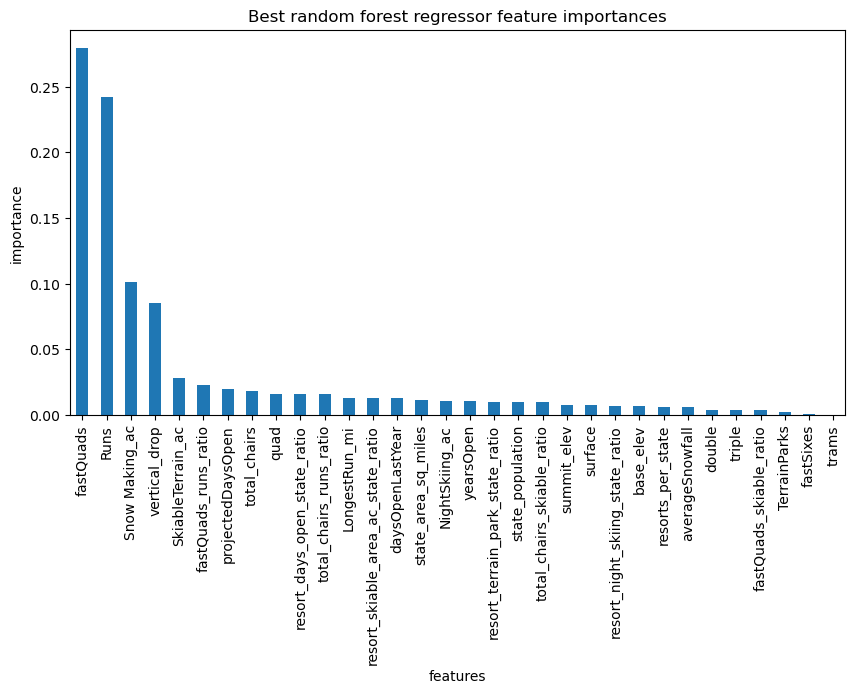 Best random forest regressor feature importances
importance
0.25
0.20
0.15
0.10
0.05
0.00
fastQuads
Runs
Snow Making_ac
vertical_drop
SkiableTerrain_ac
fastQuads_runs_ratio
projectedDaysOpen
total_chairs
quad
resort_days_open_state_ratio
total_chairs_runs_ratio
LongestRun_mi
resort_skiable_area_ac_state_ratio
daysOpenLastYear
state_area_sq_miles
NightSkiing_ac
yearsOpen
resort_terrain_park_state_ratio
state_population
total_chairs_skiable_ratio
summit_elev
surface
resort_night_skiing_state_ratio
base_elev
resorts_per_state
averageSnowfall
double
triple
fastQuads_skiable_ratio
TerrainParks
fastSixes
trams
features